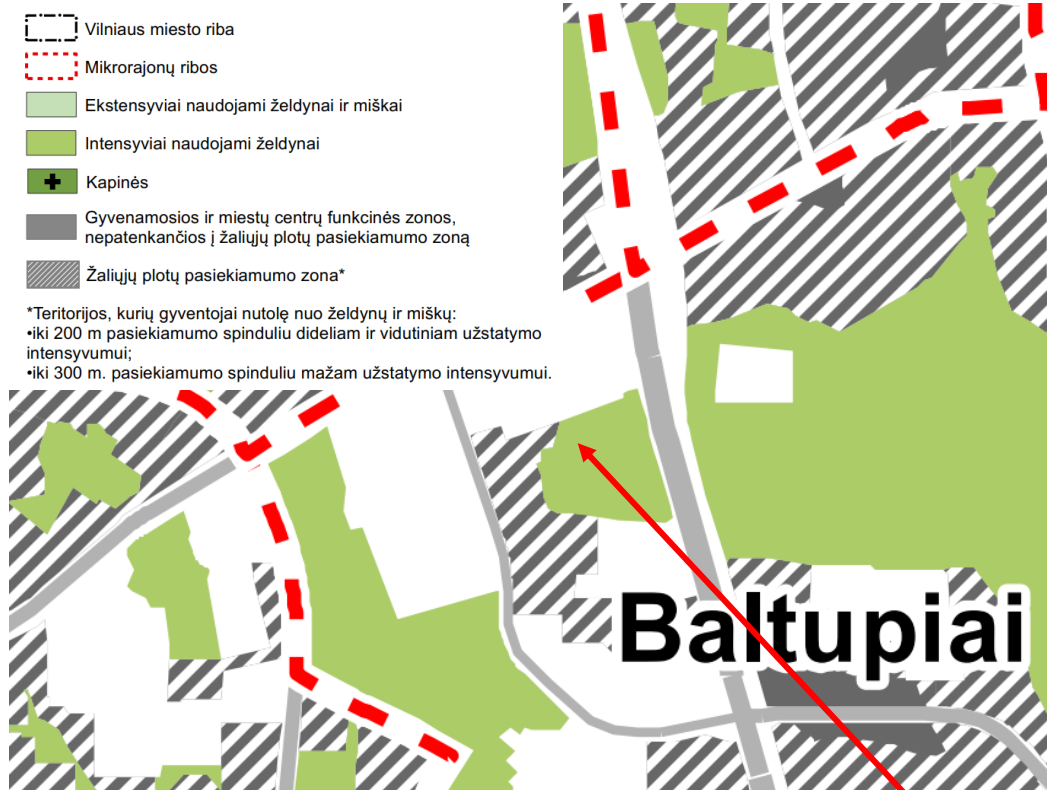 Vilniaus miesto riba
Mikrorajonų ribos
Ekstensyviai naudojami želdynai ir miškai
Intensyviai naudojami želdynai
Kapinės
Gyvenamosios ir miestų centrų funkcinės zonos,
nepatenkančios į žaliųjų plotų pasiekiamumo zoną
Žaliųjų plotų pasiekiamumo zona*
*Teritorijos, kurių gyventojai nutolę nuo želdynų ir miškų:
•iki 200 m pasiekiamumo spinduliu dideliam ir vidutiniam užstatymo
intensyvumui;
•iki 300 m. pasiekiamumo spinduliu mažam užstatymo intensyvumui.
Baltupiai